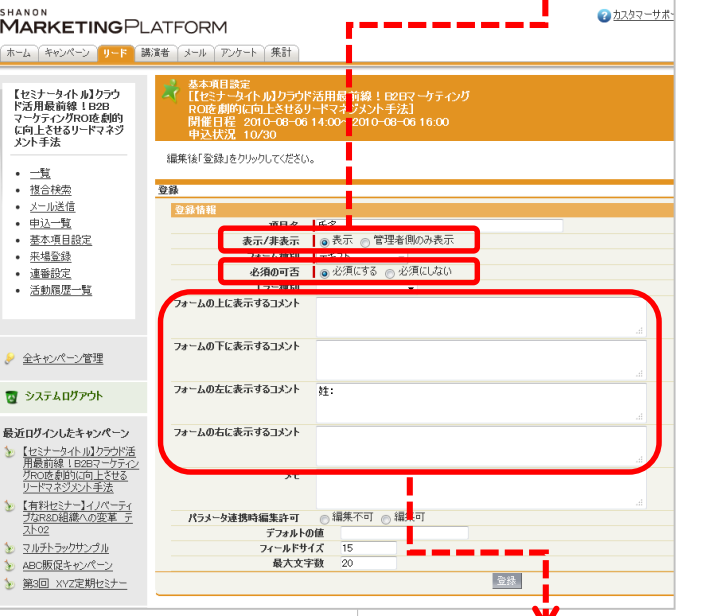 SHANON
MARKETINGPLATFORM
カスタマーサポ
ホーム
キャンペーン
リード
講演者
メール
アンケート
集計
【セミナータイトル】クラウ
ド活用最前線！B2B
マーケティングROIを劇的
に向上させるリードマネジ
メント手法
・一覧
・複合検索
・メール送信
・申込一覧
・基本項目設定
・来場登録
・連番設定
・活動履歴一覧
全キャンペーン管理
システムログアウト
最近ログインしたキャンペーン
【セミナータイトル】クラウド活
用最前線！B2Bマーケティン
グROIを劇的に向上させる
リードマネジメント手法
【有料セミナー】イノベーティ
ブなR&D組織への変革 テ
スト02
マルチトラックサンプル
ABC販促キャンペーン
第3回 XYZ定期セミナー
基本項目設定
[【セミナータイトル】クラウド活用最前線！B2Bマーケティング
ROIを劇的に向上させるリードマネジメント手法]
開催日程 2010-08-06 14:00~2010-08-06 16:00
申込状況 10/30
編集後「登録」をクリックしてください。
登録
登録情報
項目名 氏名
表示/非表示 表示 管理者側のみ表示
フォーム種別 テキスト
必須の可否 必須にする 必須にしない
エラー種別
フォームの上に表示するコメント
フォームの下に表示するコメント
フォームの左に表示するコメント 姓:
フォームの右に表示するコメント
メモ
パラメータ連携時編集許可 編集不可 編集可
デフォルトの値
フィールドサイズ 15
最大文字数 20
登録